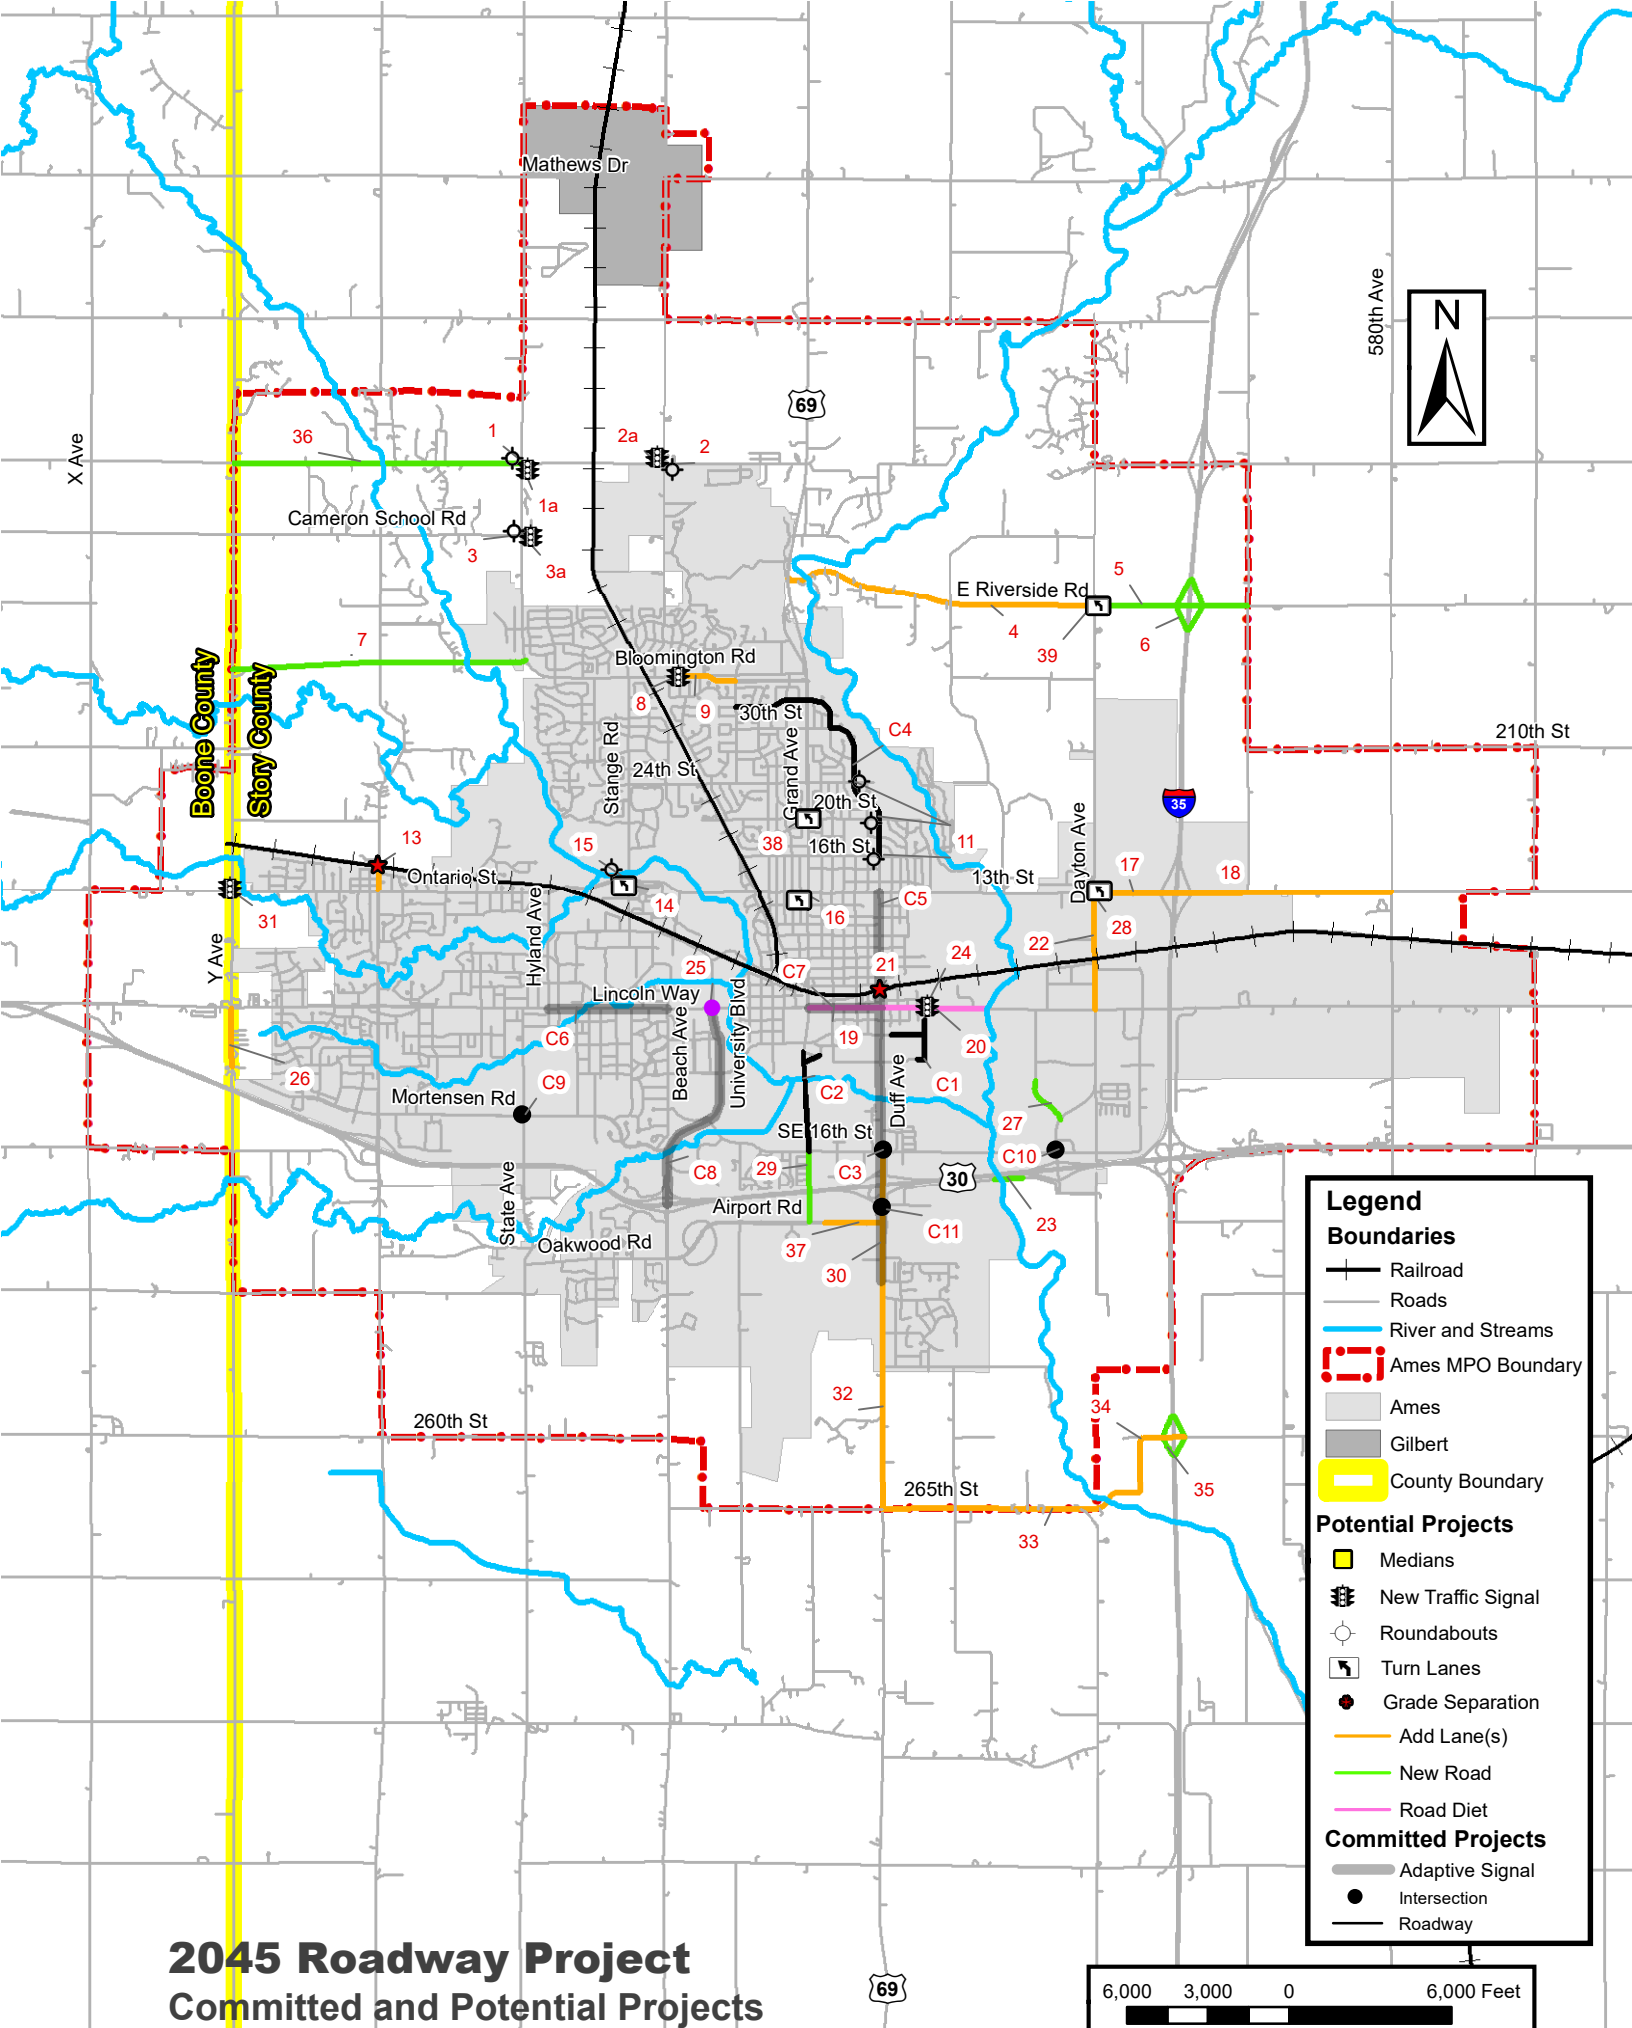 Mathews Dr
580th Ave
N
69
X Ave
36
1
2a
2
1a
Cameron School Rd
3
3a
5
E Riverside Rd
4
39
6
7
Boone County
Story County
Bloomington Rd
8
9
30th St
C4
210th St
Stange Rd
24th St
Grand Ave
20th St
35
13
15
38
16th St
11
Dayton Ave
17
18
Ontario St
13th St
31
Hyland Ave
14
16
C5
28
22
24
Y Ave
25
C7
21
Lincoln Way
University Blvd
Beach Ave
C6
19
20
26
C9
Mortensen Rd
C2
Duff Ave
C1
27
SE 16th St
C10
C8
29
C3
30
State Ave
Airport Rd
23
Oakwood Rd
37
C11
30
32
34
260th St
265th St
35
33
Legend
Boundaries
Railroad
Roads
River and Streams
Ames MPO Boundary
Ames
Gilbert
County Boundary
Potential Projects
Medians
New Traffic Signal
Roundabouts
Turn Lanes
Grade Separation
Add Lane(s)
New Road
Road Diet
Committed Projects
Adaptive Signal
Intersection
Roadway
2045 Roadway Project
Committed and Potential Projects
69
6,000 3,000 0 6,000 Feet